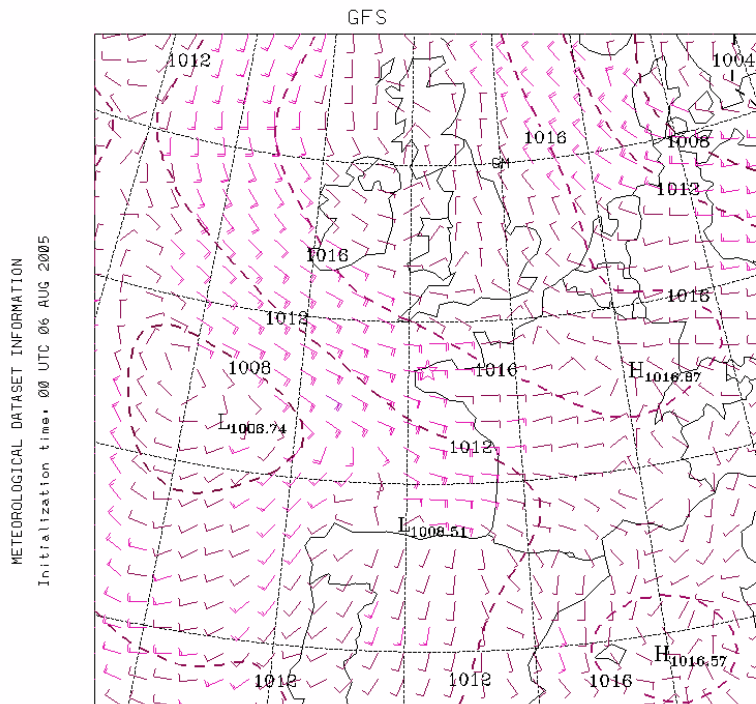 GFS
METEOROLOGICAL DATASET INFORMATION
Initialization time: 00 UTC 06 AUG 2005
1012
1004
1016
1008
1012
1016
1012
1016
1008
1016
H1016.87
L1006.74
1012
L1008.51
H1016.57
1012
1012
1016